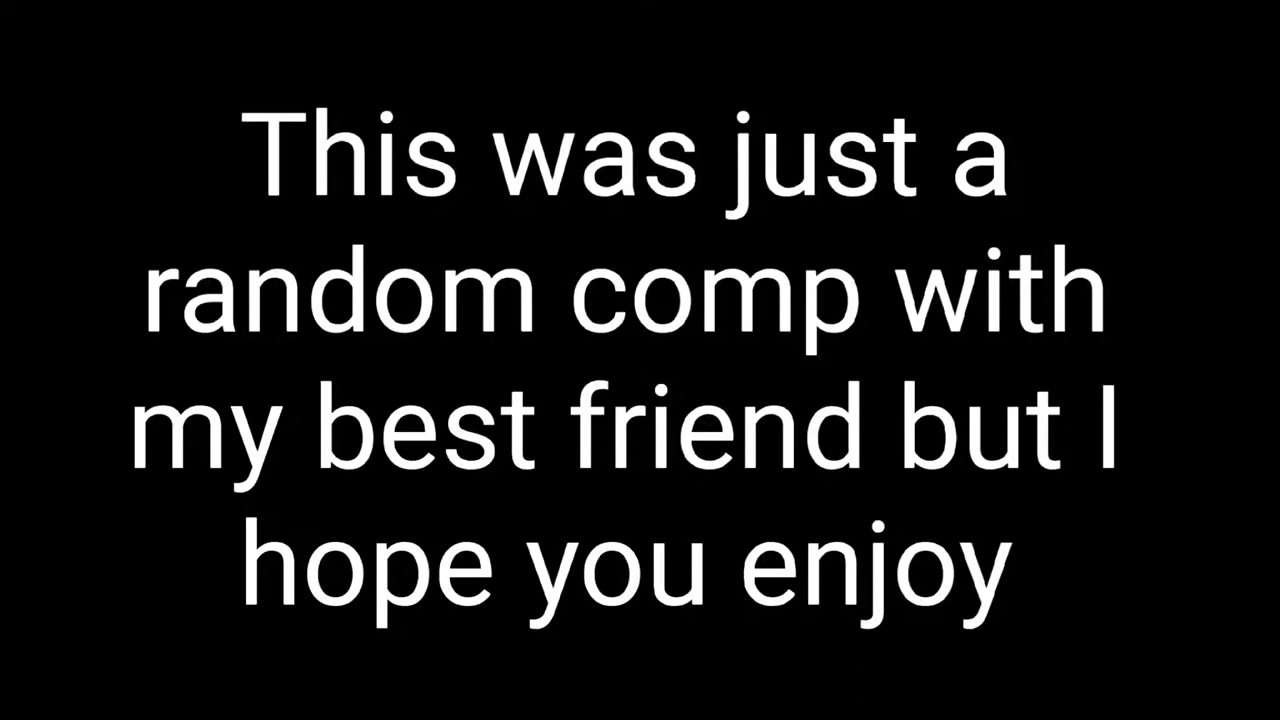 This was just a
random comp with
my best friend but I
hope you enjoy